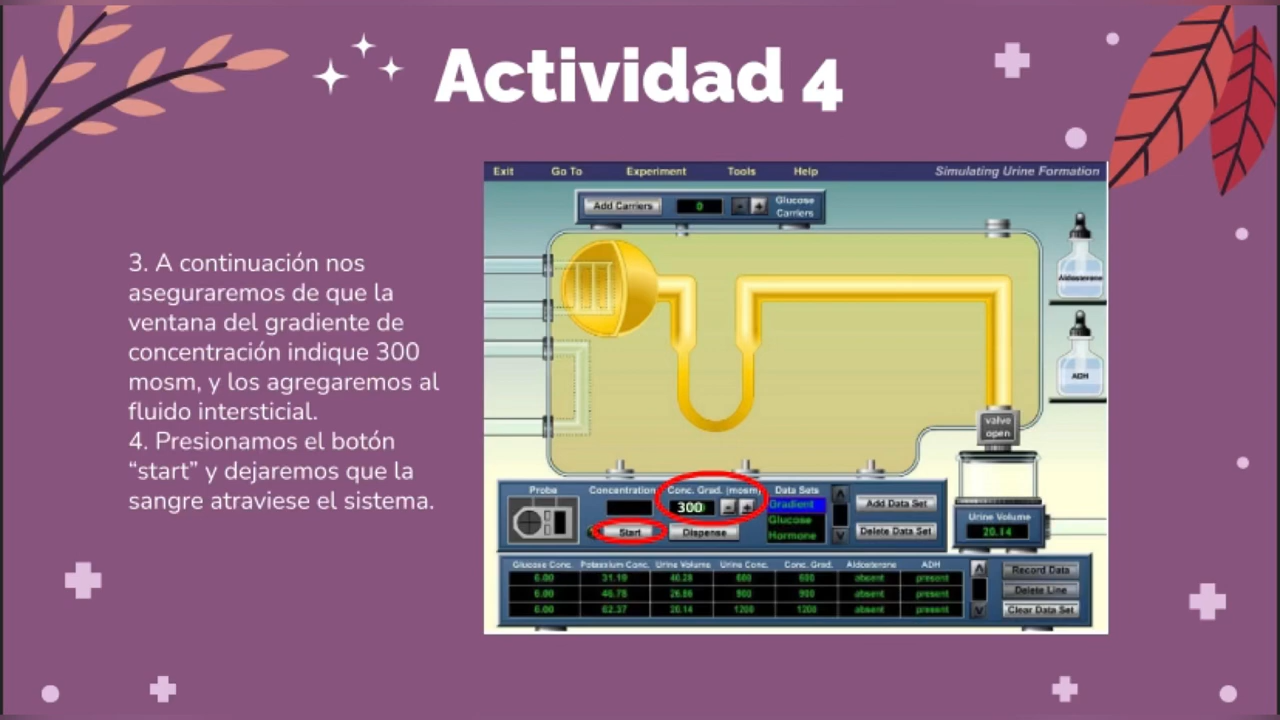 Actividad 4
3. A continuación nos
aseguraremos de que la
ventana del gradiente de
concentración indique 300
mosm, y los agregaremos al
fluido intersticial.
4. Presionamos el botón
“start” y dejaremos que la
sangre atraviese el sistema.
Exit Go To Experiment Tools Help Simulating Urine Formation
Add Carriers 0 - + Glucose
Carriers
Aldosterone
ADH
valve
open
Probe Concentration Conc. Grad. (mosm) Data Sets
300 - + Gradient Add Data Set
Glucose
Start Dispense Hormone Delete Data Set
Urine Volume
20.14
Glucose Conc. Potassium Conc. Urine Volume Urine Conc. Conc. Grad. Aldosterone ADH
6.00 31.19 40.28 600 600 absent present
6.00 46.78 26.86 900 900 absent present
6.00 62.37 20.14 1200 1200 absent present
Record Data
Delete Line
Clear Data Set